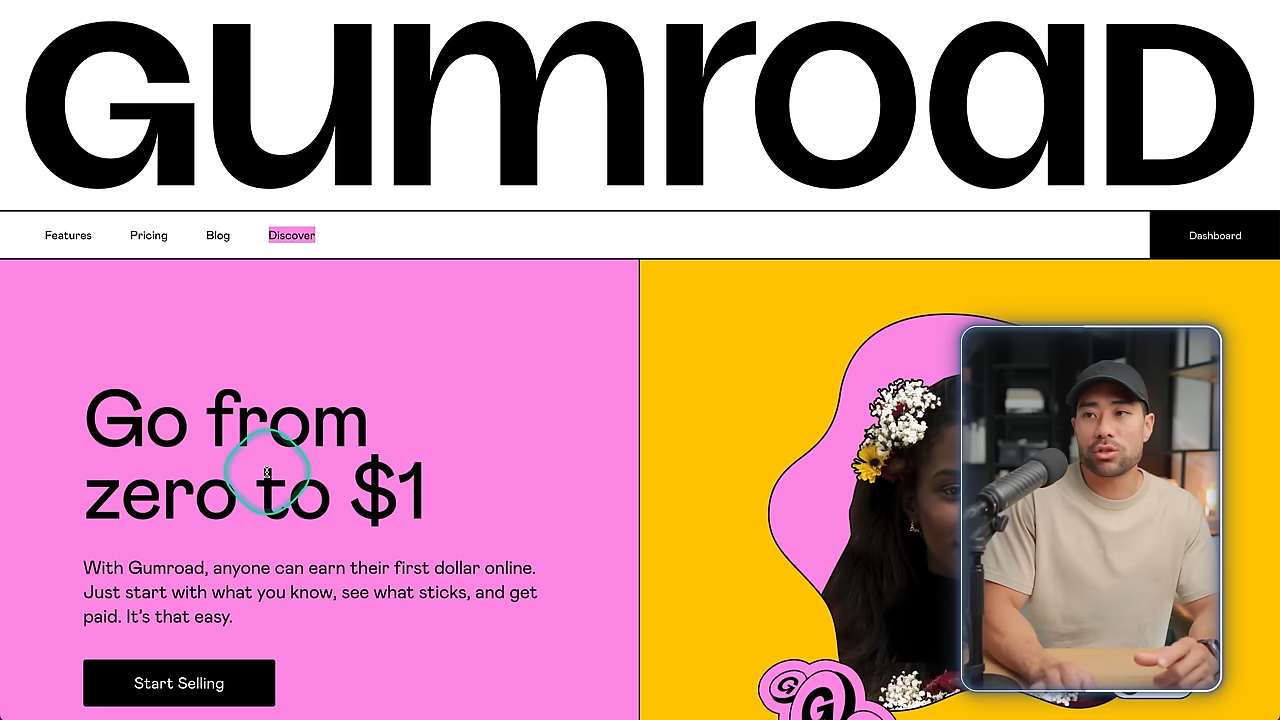 Gumroad
Features
Pricing
Blog
Discover
Dashboard
Go from
zero to $1
With Gumroad, anyone can earn their first dollar online.
Just start with what you know, see what sticks, and get
paid. It's that easy.
Start Selling
G
G